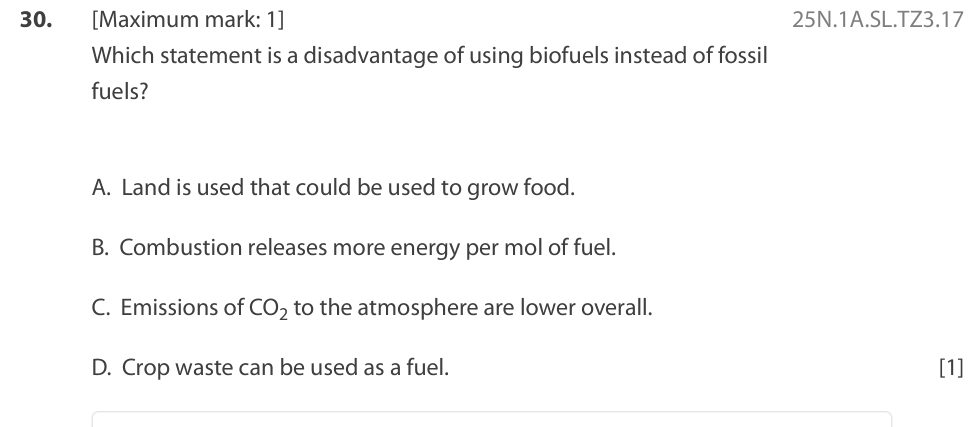 30. [Maximum mark: 1] 25N.1A.SL.TZ3.17
Which statement is a disadvantage of using biofuels instead of fossil
fuels?
A. Land is used that could be used to grow food.
B. Combustion releases more energy per mol of fuel.
C. Emissions of CO₂ to the atmosphere are lower overall.
D. Crop waste can be used as a fuel. [1]